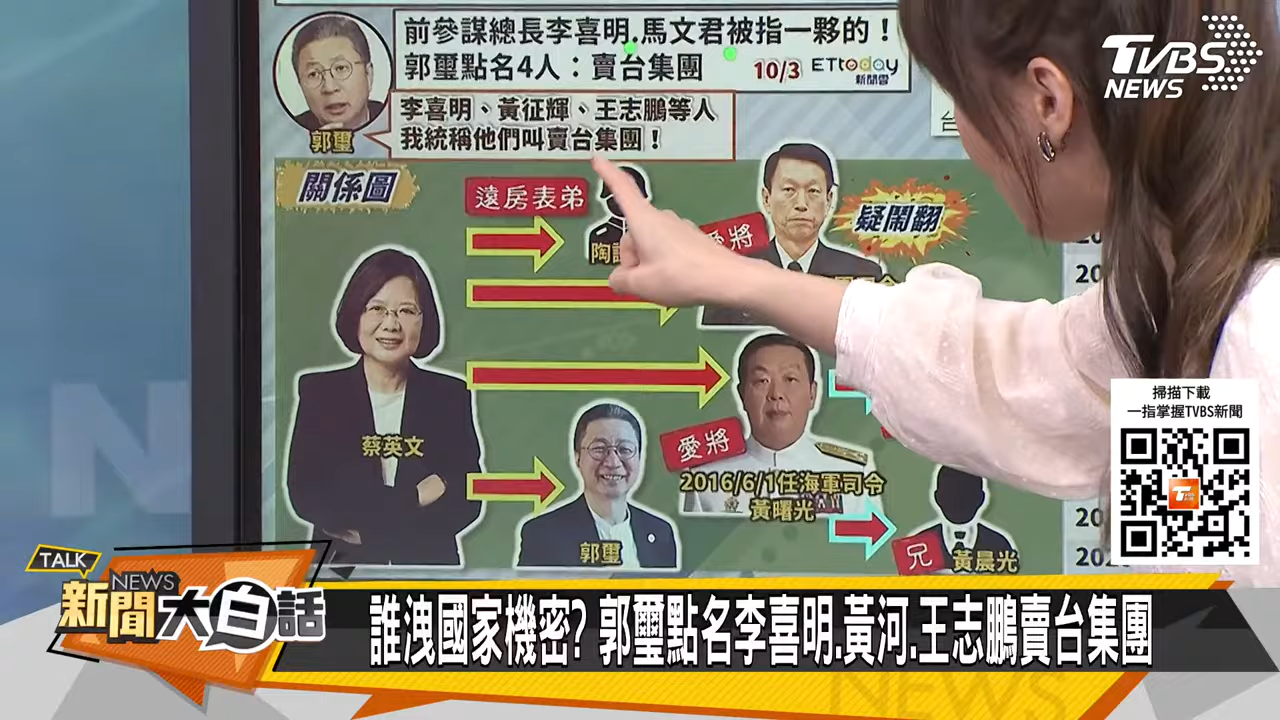 前參謀總長李喜明.馬文君被指一夥的！
郭璽點名4人：賣台集團
10/3 ETtoday
新聞雲
TVBS
NEWS
李喜明、黃征輝、王志鵬等人
我統稱他們叫賣台集團！
郭璽
台
關係圖
遠房表弟
疑鬧翻
愛將
陶
蔡英文
愛將
2016/6/1任海軍司令
黃曙光
郭璽
兄
黃晨光
掃描下載
一指掌握TVBS新聞
TALK
NEWS
新聞大白話
誰洩國家機密? 郭璽點名李喜明.黃河.王志鵬賣台集團
NEWS